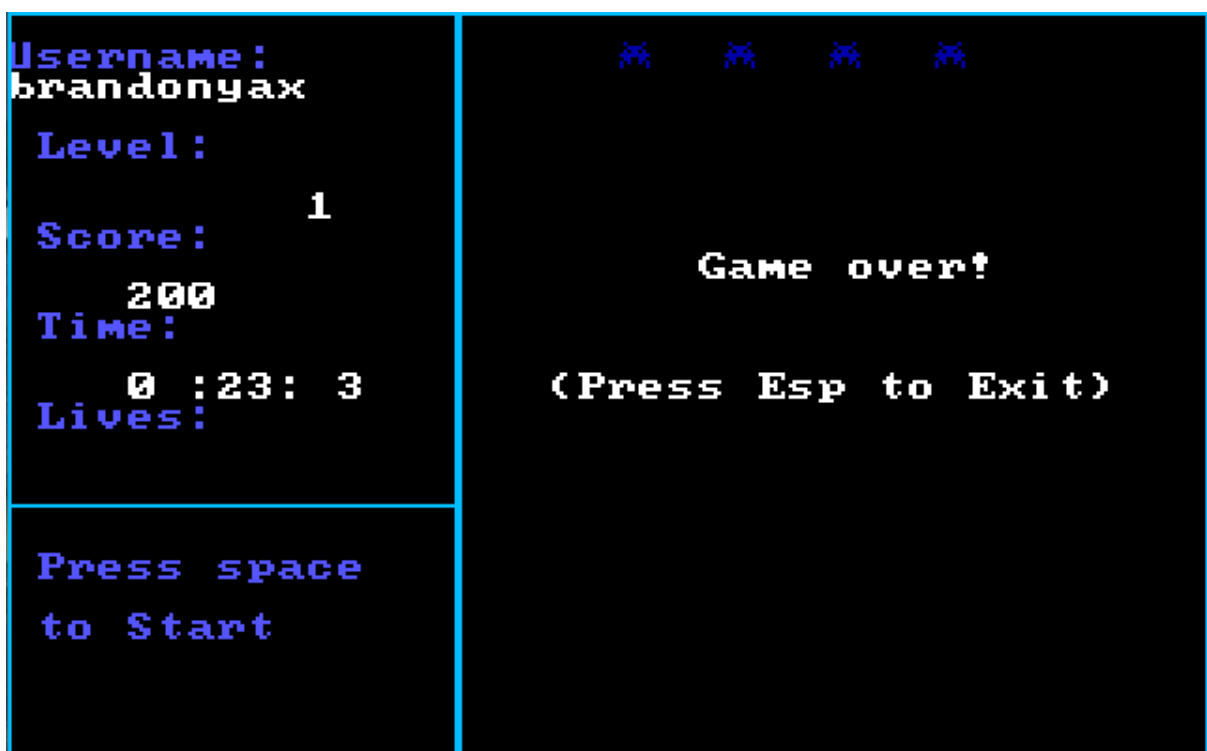 Username:
brandonyax
Level:
1
Score:
200
Time:
0 :23: 3
Lives:
Press space
to Start
Game over!
(Press Esp to Exit)